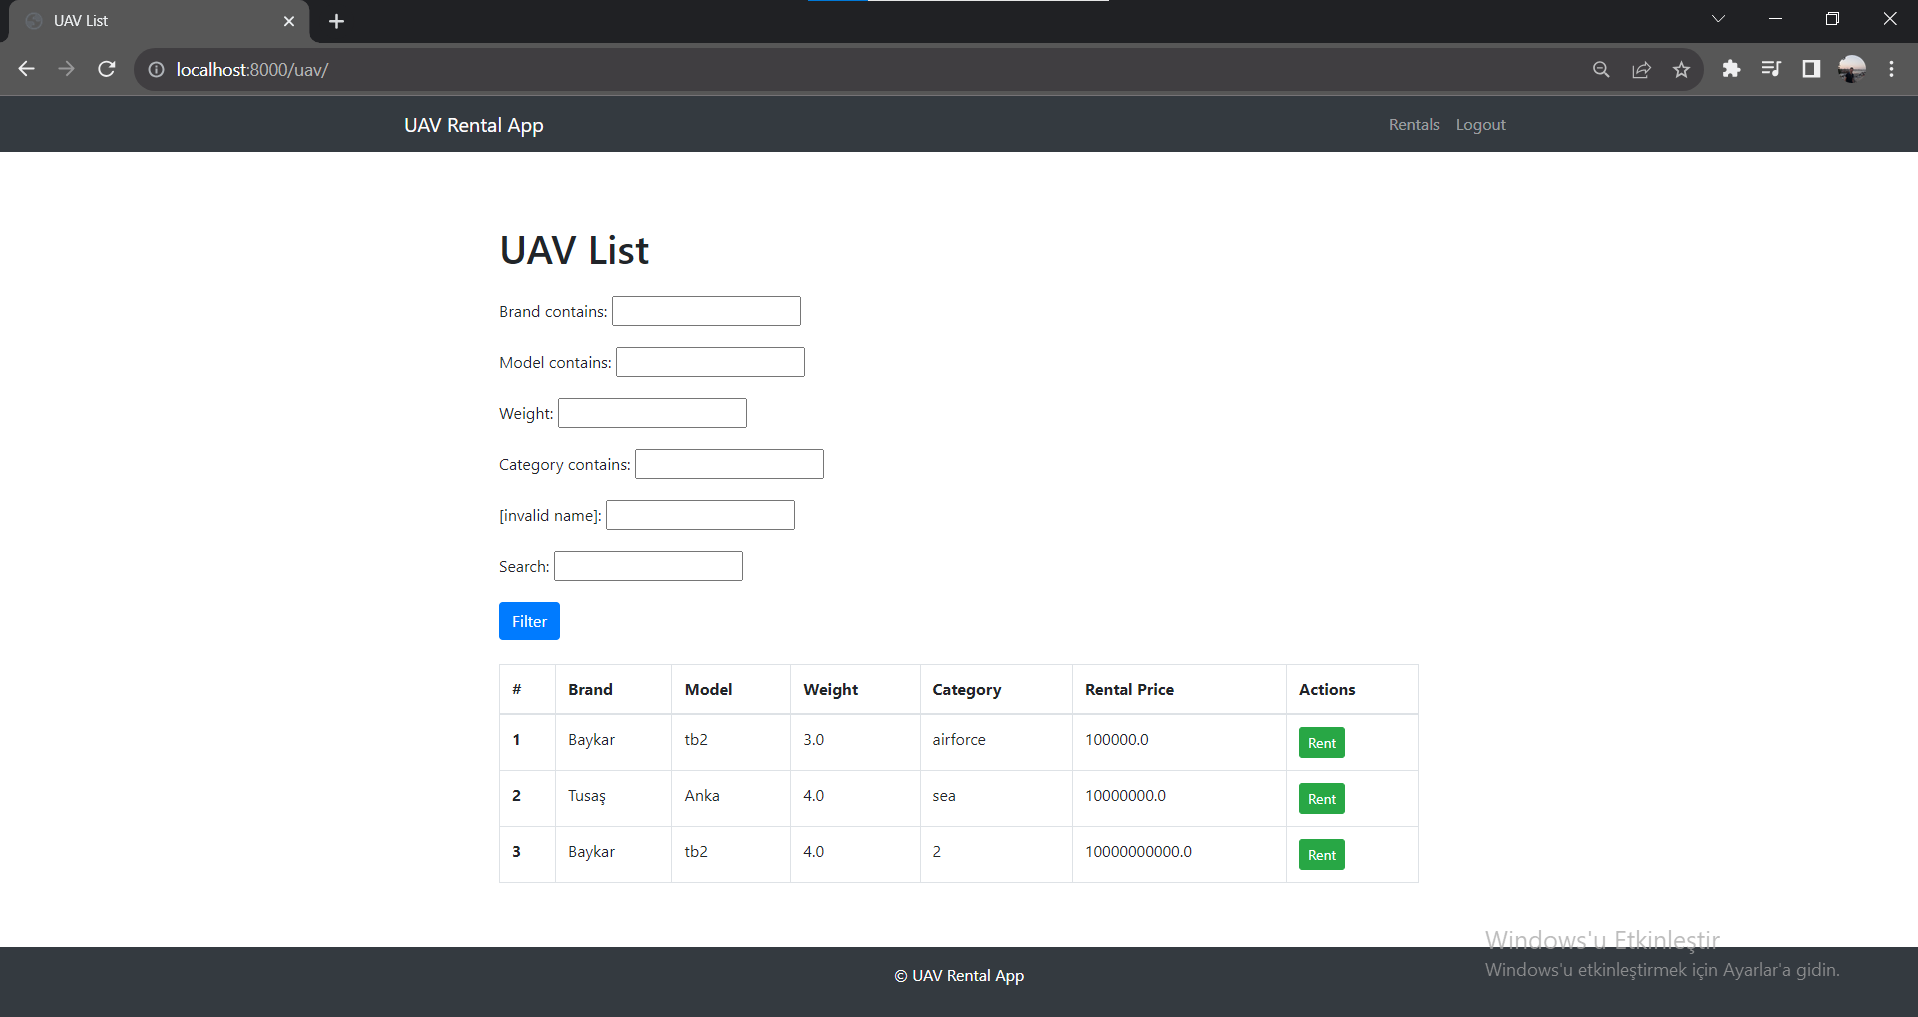 UAV List
localhost:8000/uav/
UAV Rental App
Rentals Logout
UAV List
Brand contains:
Model contains:
Weight:
Category contains:
[invalid name]:
Search:
Filter
# Brand Model Weight Category Rental Price Actions
1 Baykar tb2 3.0 airforce 100000.0 Rent
2 Tusaş Anka 4.0 sea 10000000.0 Rent
3 Baykar tb2 4.0 2 10000000000.0 Rent
Windows'u Etkinleştir
Windows'u etkinleştirmek için Ayarlar'a gidin.
© UAV Rental App